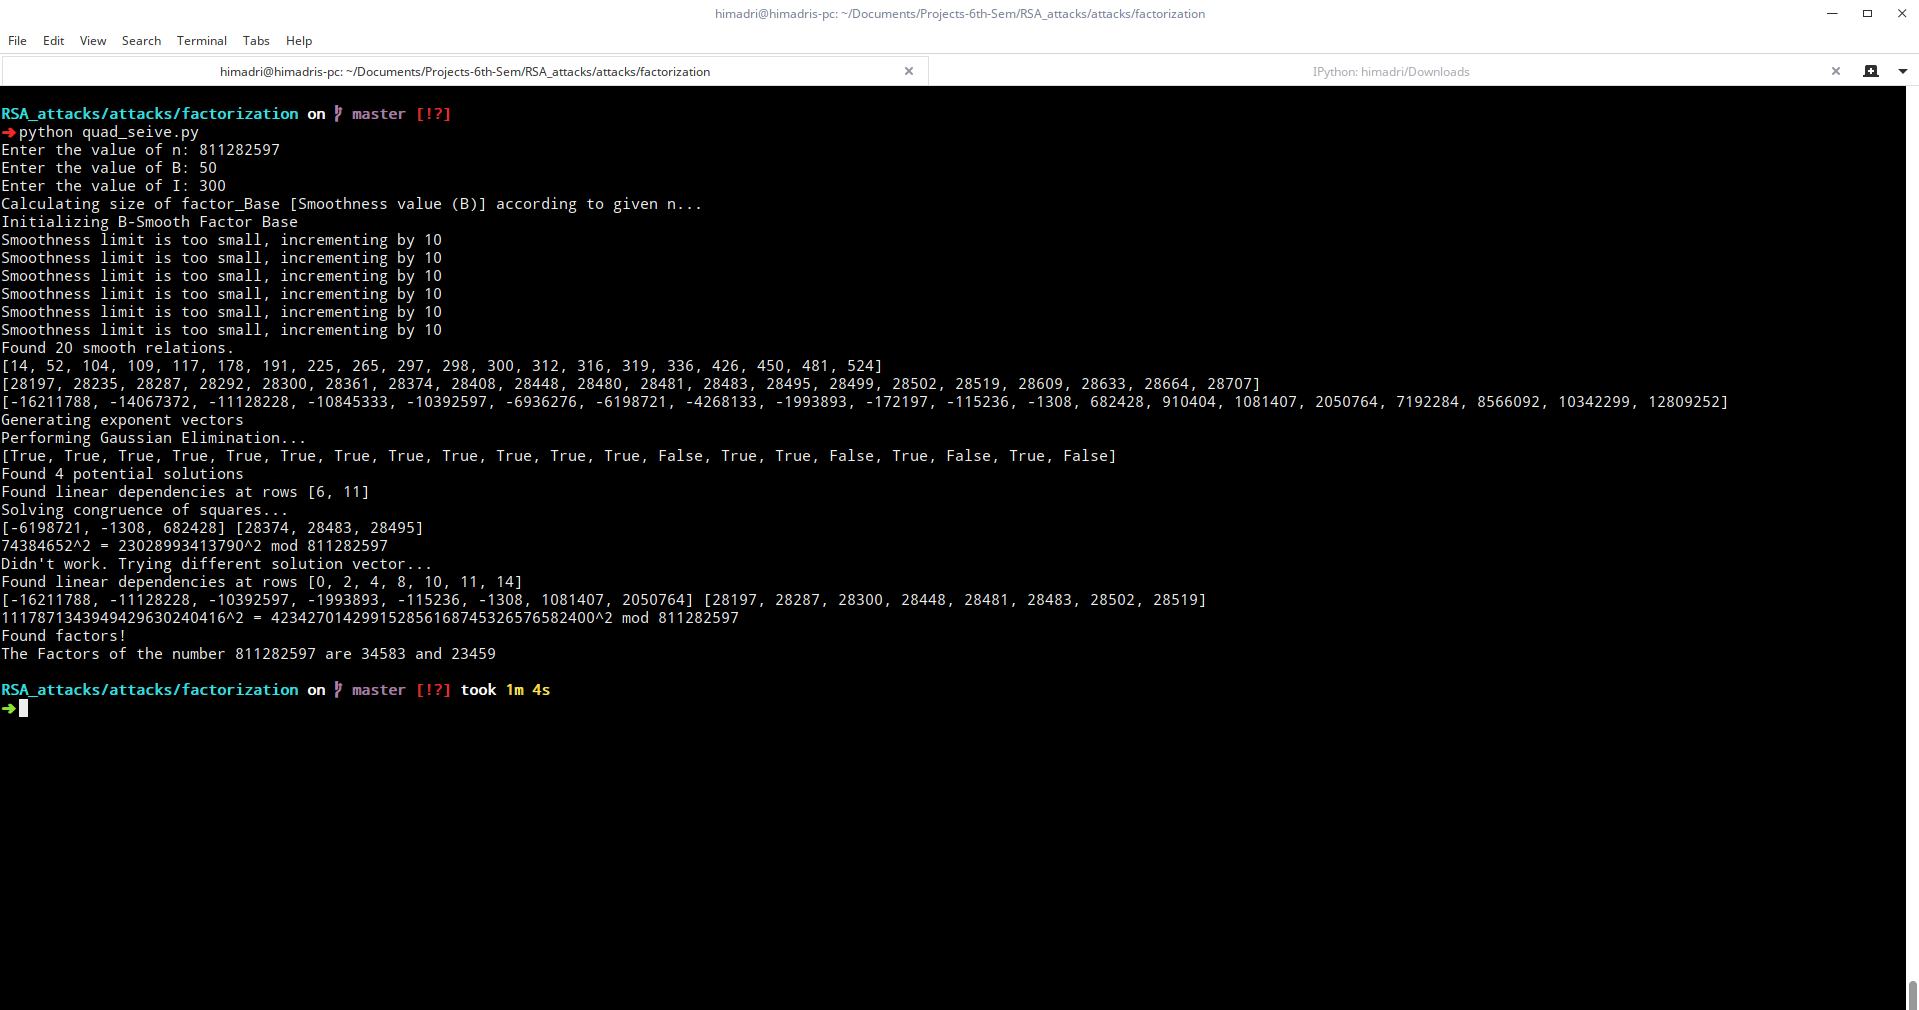 himadri@himadris-pc: ~/Documents/Projects-6th-Sem/RSA_attacks/attacks/factorization
File Edit View Search Terminal Tabs Help
himadri@himadris-pc: ~/Documents/Projects-6th-Sem/RSA_attacks/attacks/factorization
IPython: himadri/Downloads
RSA_attacks/attacks/factorization on master [!?]
➜python quad_seive.py
Enter the value of n: 811282597
Enter the value of B: 50
Enter the value of I: 300
Calculating size of factor_Base [Smoothness value (B)] according to given n...
Initializing B-Smooth Factor Base
Smoothness limit is too small, incrementing by 10
Smoothness limit is too small, incrementing by 10
Smoothness limit is too small, incrementing by 10
Smoothness limit is too small, incrementing by 10
Smoothness limit is too small, incrementing by 10
Smoothness limit is too small, incrementing by 10
Found 20 smooth relations.
[14, 52, 104, 109, 117, 178, 191, 225, 265, 297, 298, 300, 312, 316, 319, 336, 426, 450, 481, 524]
[28197, 28235, 28287, 28292, 28300, 28361, 28374, 28408, 28448, 28480, 28481, 28483, 28495, 28499, 28502, 28519, 28609, 28633, 28664, 28707]
[-16211788, -14067372, -11128228, -10845333, -10392597, -6936276, -6198721, -4268133, -1993893, -172197, -115236, -1308, 682428, 910404, 1081407, 2050764, 7192284, 8566092, 10342299, 12809252]
Generating exponent vectors
Performing Gaussian Elimination...
[True, True, True, True, True, True, True, True, True, True, True, True, False, True, True, False, True, False, True, False]
Found 4 potential solutions
Found linear dependencies at rows [6, 11]
Solving congruence of squares...
[-6198721, -1308, 682428] [28374, 28483, 28495]
74384652^2 = 23028993413790^2 mod 811282597
Didn't work. Trying different solution vector...
Found linear dependencies at rows [0, 2, 4, 8, 10, 11, 14]
[-16211788, -11128228, -10392597, -1993893, -115236, -1308, 1081407, 2050764] [28197, 28287, 28300, 28448, 28481, 28483, 28502, 28519]
1117871343949429630240416^2 = 423427014299152856168745326576582400^2 mod 811282597
Found factors!
The Factors of the number 811282597 are 34583 and 23459
RSA_attacks/attacks/factorization on master [!?] took 1m 4s
➜